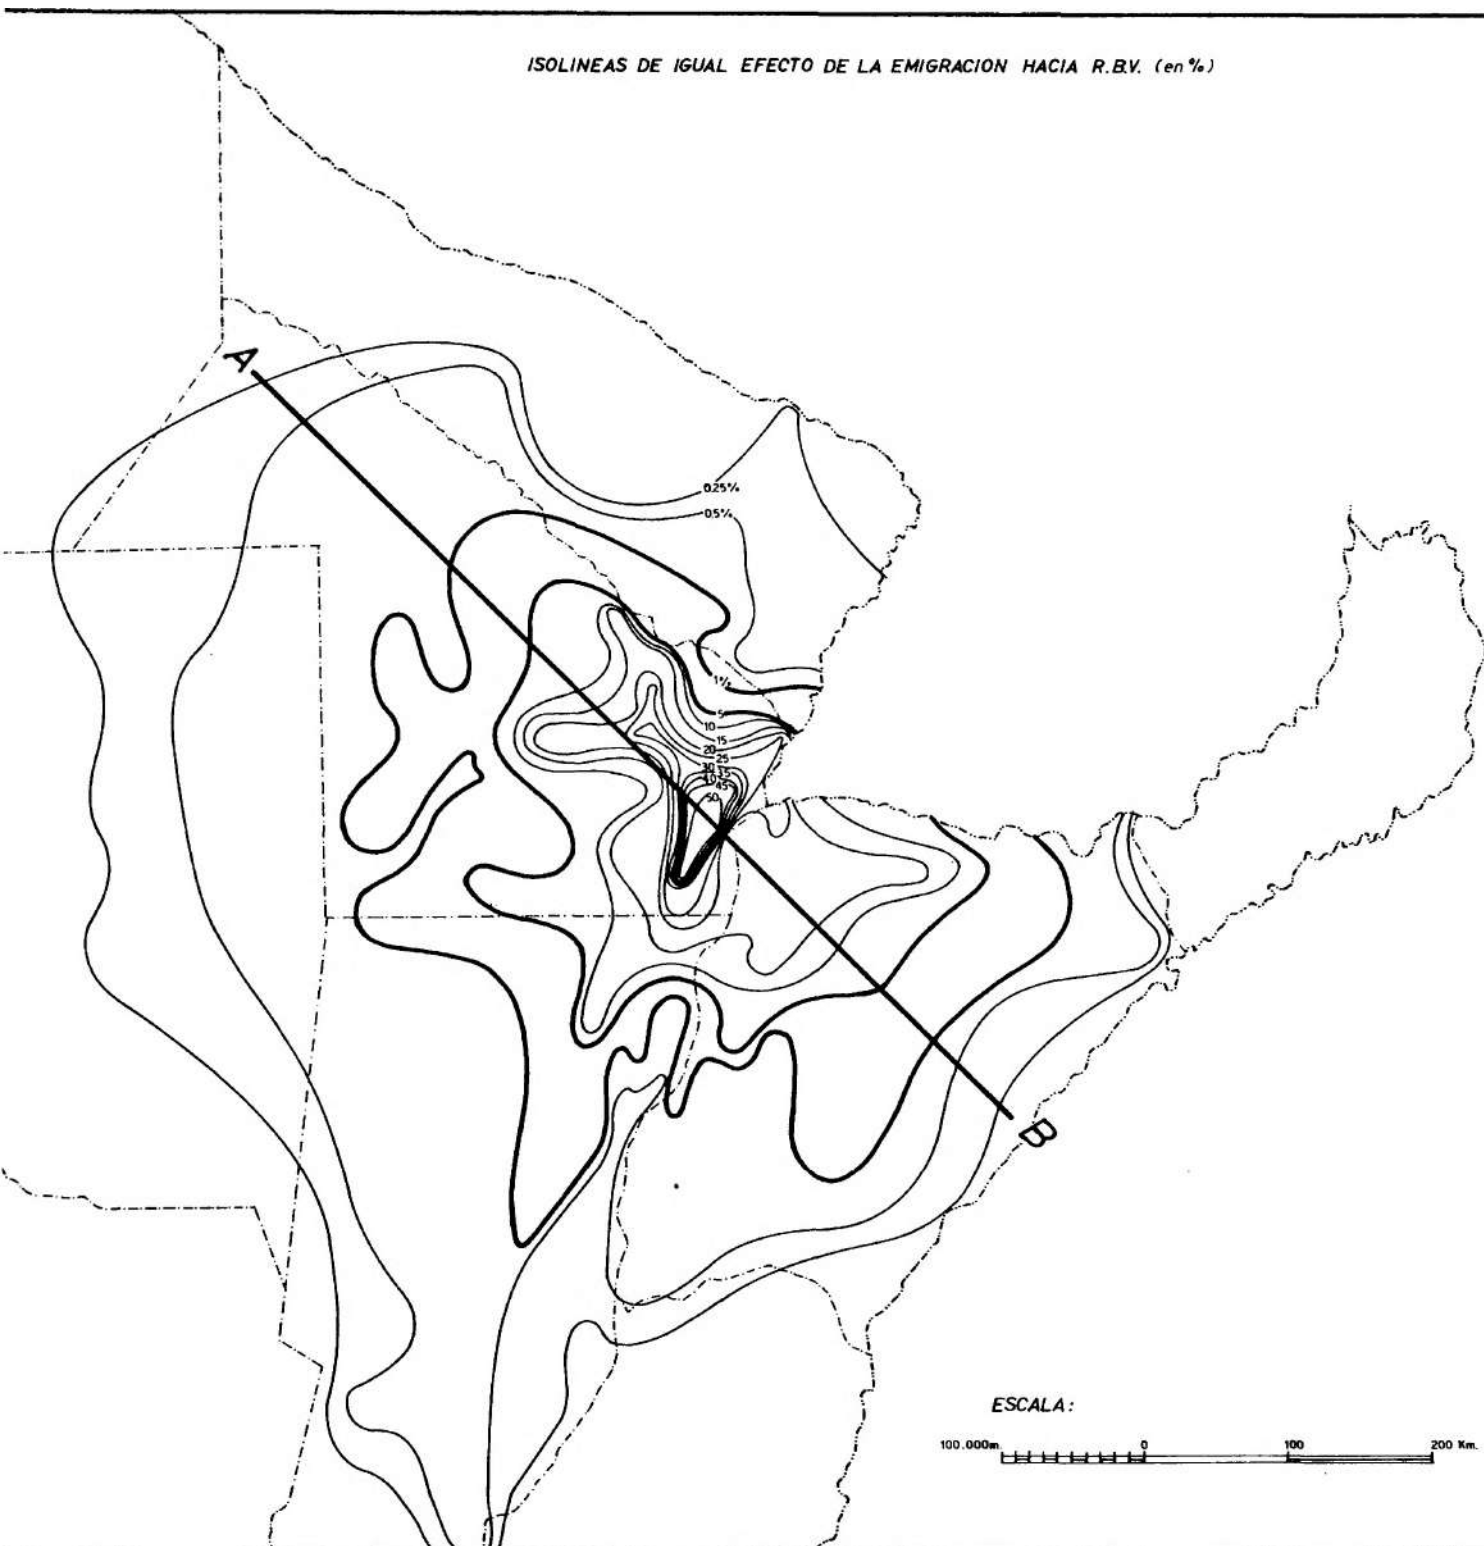 ISOLINEAS DE IGUAL EFECTO DE LA EMIGRACION HACIA R.B.V. (en %)
A
0.25%
0.5%
1%
5
10
15
20
25
30
35
40
45
50
B
ESCALA:
100.000m. 0 100 200 Km.